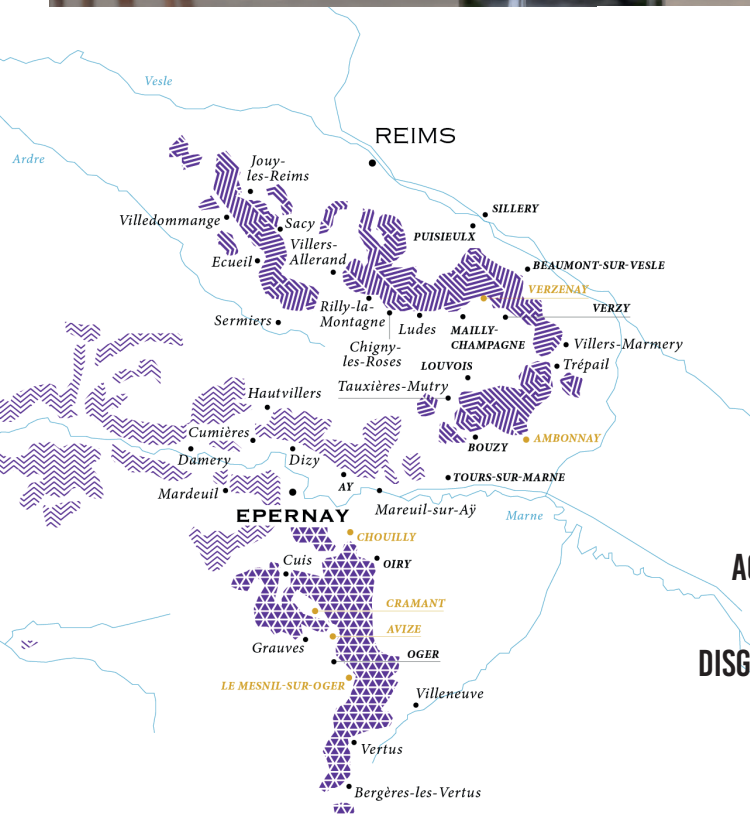 Vesle
REIMS
Ardre
Jouy-
les-Reims
SILLERY
Villedommange
Sacy
PUISIEULX
Villers-
Allerand
Ecueil
BEAUMONT-SUR-VESLE
VERZENAY
Rilly-la-
Montagne
VERZY
Sermiers
Ludes
MAILLY-
CHAMPAGNE
Villers-Marmery
Chigny-
les-Roses
LOUVOIS
Trépail
Tauxières-Mutry
Hautvillers
Cumières
AMBONNAY
BOUZY
Damery
Dizy
TOURS-SUR-MARNE
AY
Mardeuil
Mareuil-sur-Aÿ
EPERNAY
Marne
CHOUILLY
Cuis
OIRY
AC
CRAMANT
AVIZE
Grauves
OGER
DISG
LE MESNIL-SUR-OGER
Villeneuve
Vertus
Bergères-les-Vertus